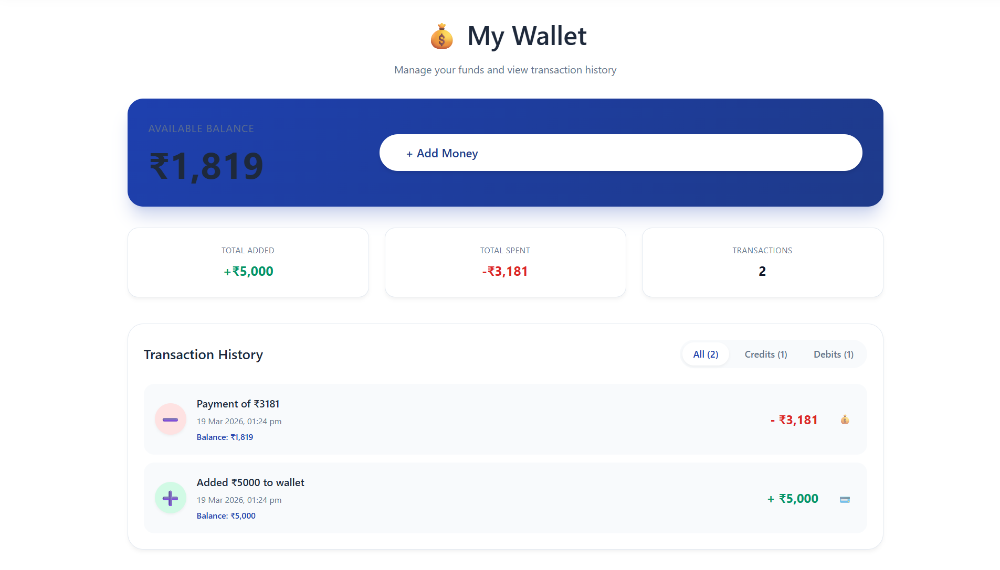 My Wallet
Manage your funds and view transaction history
AVAILABLE BALANCE
₹1,819
+ Add Money
TOTAL ADDED
+₹5,000
TOTAL SPENT
-₹3,181
TRANSACTIONS
2
Transaction History
All (2) Credits (1) Debits (1)
Payment of ₹3181
19 Mar 2026, 01:24 pm
Balance: ₹1,819
- ₹3,181
Added ₹5000 to wallet
19 Mar 2026, 01:24 pm
Balance: ₹5,000
+ ₹5,000